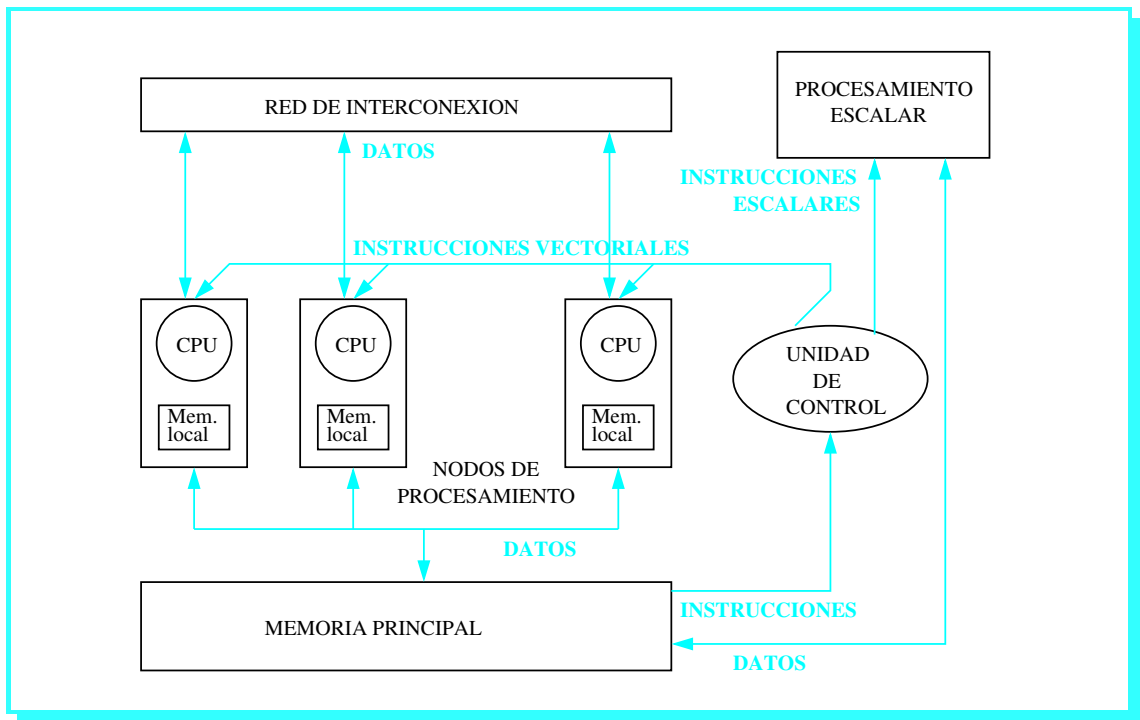 PROCESAMIENTO
ESCALAR
RED DE INTERCONEXION
DATOS
INSTRUCCIONES
ESCALARES
INSTRUCCIONES VECTORIALES
CPU
CPU
CPU
UNIDAD
DE
CONTROL
Mem.
local
Mem.
local
Mem.
local
NODOS DE
PROCESAMIENTO
DATOS
INSTRUCCIONES
MEMORIA PRINCIPAL
DATOS